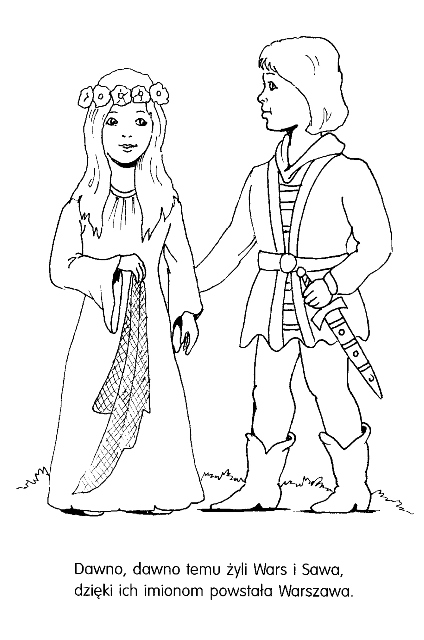 Dawno, dawno temu żyli Wars i Sawa,
dzięki ich imionom powstała Warszawa.